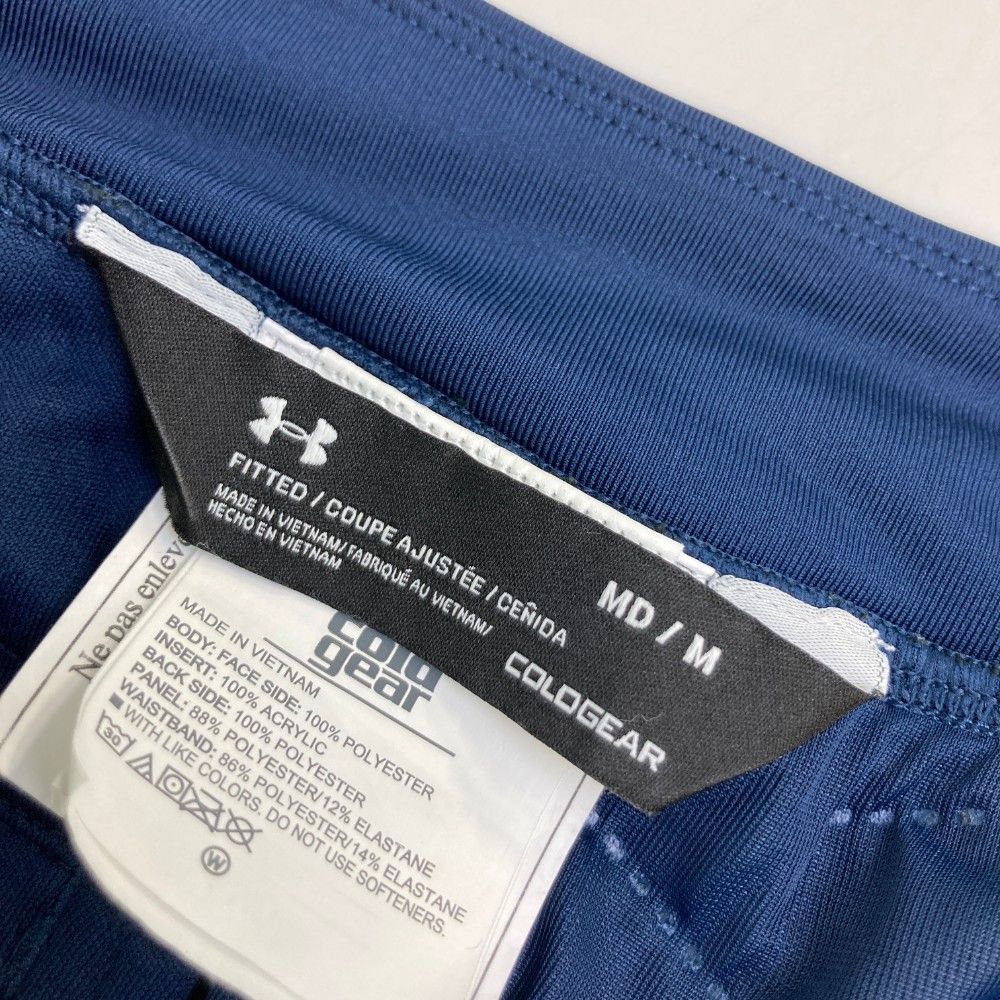 FITTED / COUPE AJUSTÉE / CEÑIDA
MADE IN VIETNAM/ FABRIQUÉ AU VIETNAM/
HECHO EN VIETNAM
MD / M
COLDGEAR
Ne pas enlev
cold
gear
MADE IN VIETNAM
BODY: FACE SIDE: 100% POLYESTER
INSERT: 100% ACRYLIC
BACK SIDE: 100% POLYESTER
PANEL: 88% POLYESTER/12% ELASTANE
WAISTBAND: 86% POLYESTER/14% ELASTANE
■WITH LIKE COLORS. DO NOT USE SOFTENERS.
30
W